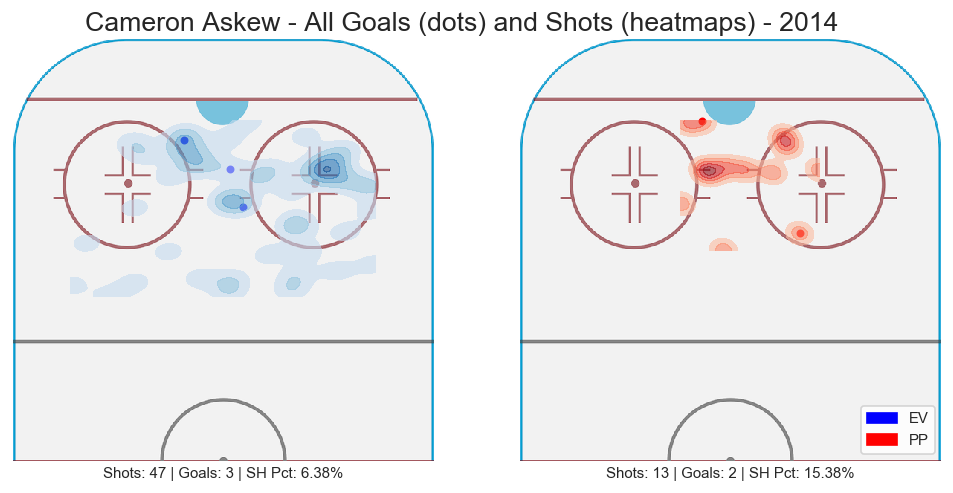 Cameron Askew - All Goals (dots) and Shots (heatmaps) - 2014
EV
PP
Shots: 47 | Goals: 3 | SH Pct: 6.38%
Shots: 13 | Goals: 2 | SH Pct: 15.38%